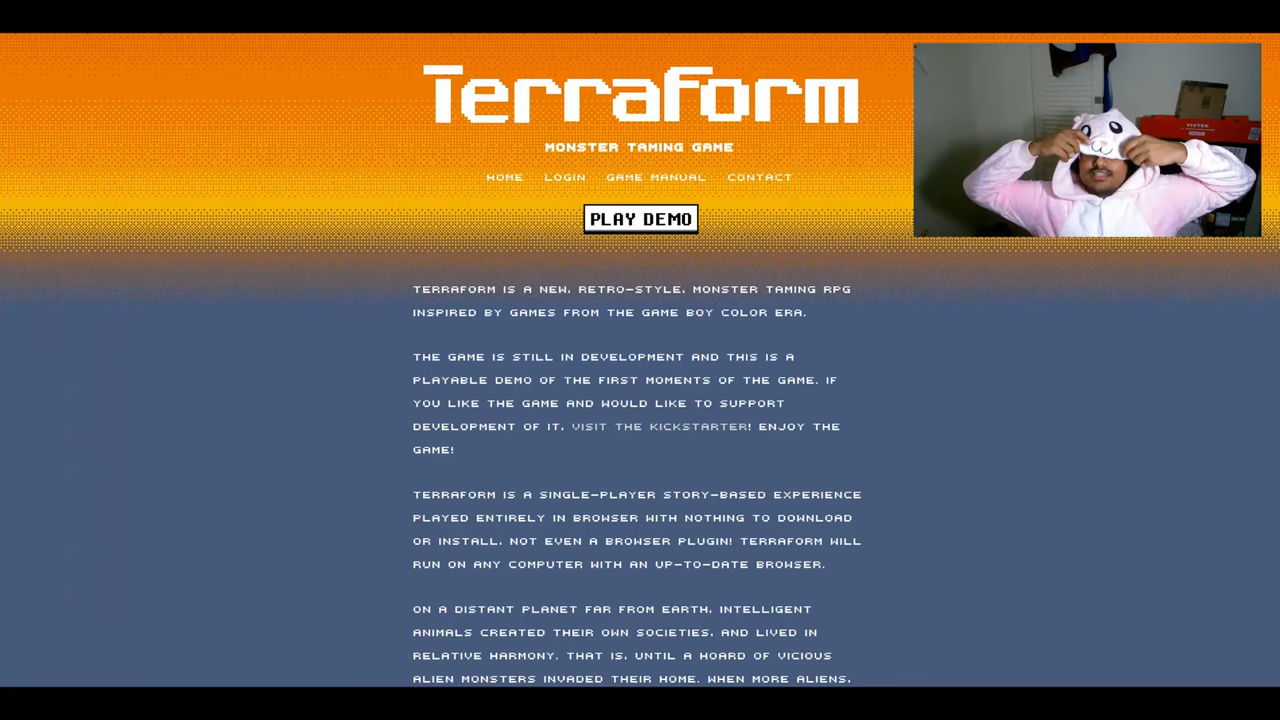 Terraform
MONSTER TAMING GAME
HOME LOGIN GAME MANUAL CONTACT
PLAY DEMO
TERRAFORM IS A NEW, RETRO-STYLE, MONSTER TAMING RPG
INSPIRED BY GAMES FROM THE GAME BOY COLOR ERA.
THE GAME IS STILL IN DEVELOPMENT AND THIS IS A
PLAYABLE DEMO OF THE FIRST MOMENTS OF THE GAME. IF
YOU LIKE THE GAME AND WOULD LIKE TO SUPPORT
DEVELOPMENT OF IT, VISIT THE KICKSTARTER! ENJOY THE
GAME!
TERRAFORM IS A SINGLE-PLAYER STORY-BASED EXPERIENCE
PLAYED ENTIRELY IN BROWSER WITH NOTHING TO DOWNLOAD
OR INSTALL, NOT EVEN A BROWSER PLUGIN! TERRAFORM WILL
RUN ON ANY COMPUTER WITH AN UP-TO-DATE BROWSER.
ON A DISTANT PLANET FAR FROM EARTH, INTELLIGENT
ANIMALS CREATED THEIR OWN SOCIETIES, AND LIVED IN
RELATIVE HARMONY. THAT IS, UNTIL A HOARD OF VICIOUS
ALIEN MONSTERS INVADED THEIR HOME. WHEN MORE ALIENS,